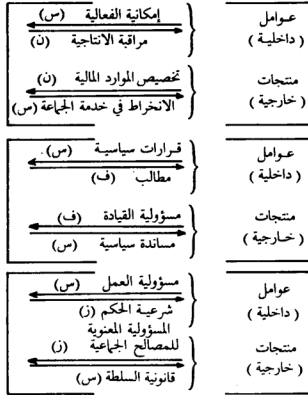 عوامل
( داخلية )
إمكانية الفعالية (س)
مراقبة الانتاجية (ن)
منتجات
( خارجية )
تخصيص الموارد المالية (ن)
الانخراط في خدمة الجماعة (س)
عوامل
( داخلية )
قرارات سياسية (س)
مطالب (ف)
منتجات
( خارجية )
مسؤولية القيادة (ف)
مساندة سياسية (س)
عوامل
( داخلية )
مسؤولية العمل (س)
شرعية الحكم (ز)
منتجات
( خارجية )
المسؤولية المعنوية
للمصالح الجماعية (ز)
قانونية السلطة (س)